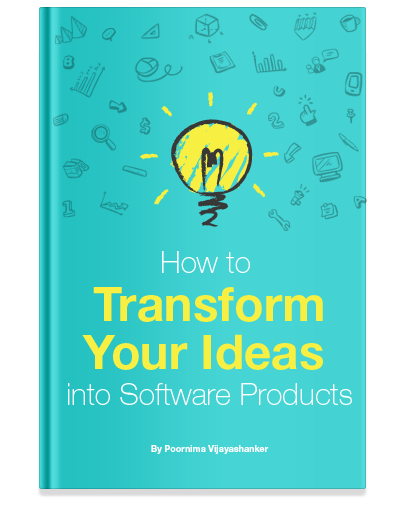 How to
Transform
Your Ideas
into Software Products
By Poornima Vijayashanker